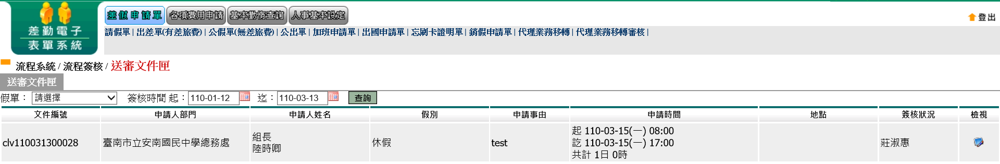 差勤電子
表單系統
差假申請單 各項費用申請 基本勤惰查詢 人事基本設定
登出
請假單 | 出差單(有差旅費) | 公假單(無差旅費) | 公出單 | 加班申請單 | 出國申請單 | 忘刷卡證明單 | 銷假申請單 | 代理業務移轉 | 代理業務移轉審核 |
流程系統 / 流程簽核 / 送審文件匣
送審文件匣
假單： 請選擇 簽核時間 起：110-01-12 迄：110-03-13 查詢
文件編號 申請人部門 申請人姓名 假別 申請事由 申請時間 地點 簽核狀況 檢視
clv110031300028 臺南市立安南國民中學總務處 組長
陸時卿
休假 test 起 110-03-15(一) 08:00
訖 110-03-15(一) 17:00
共計 1日 0時
莊淑惠